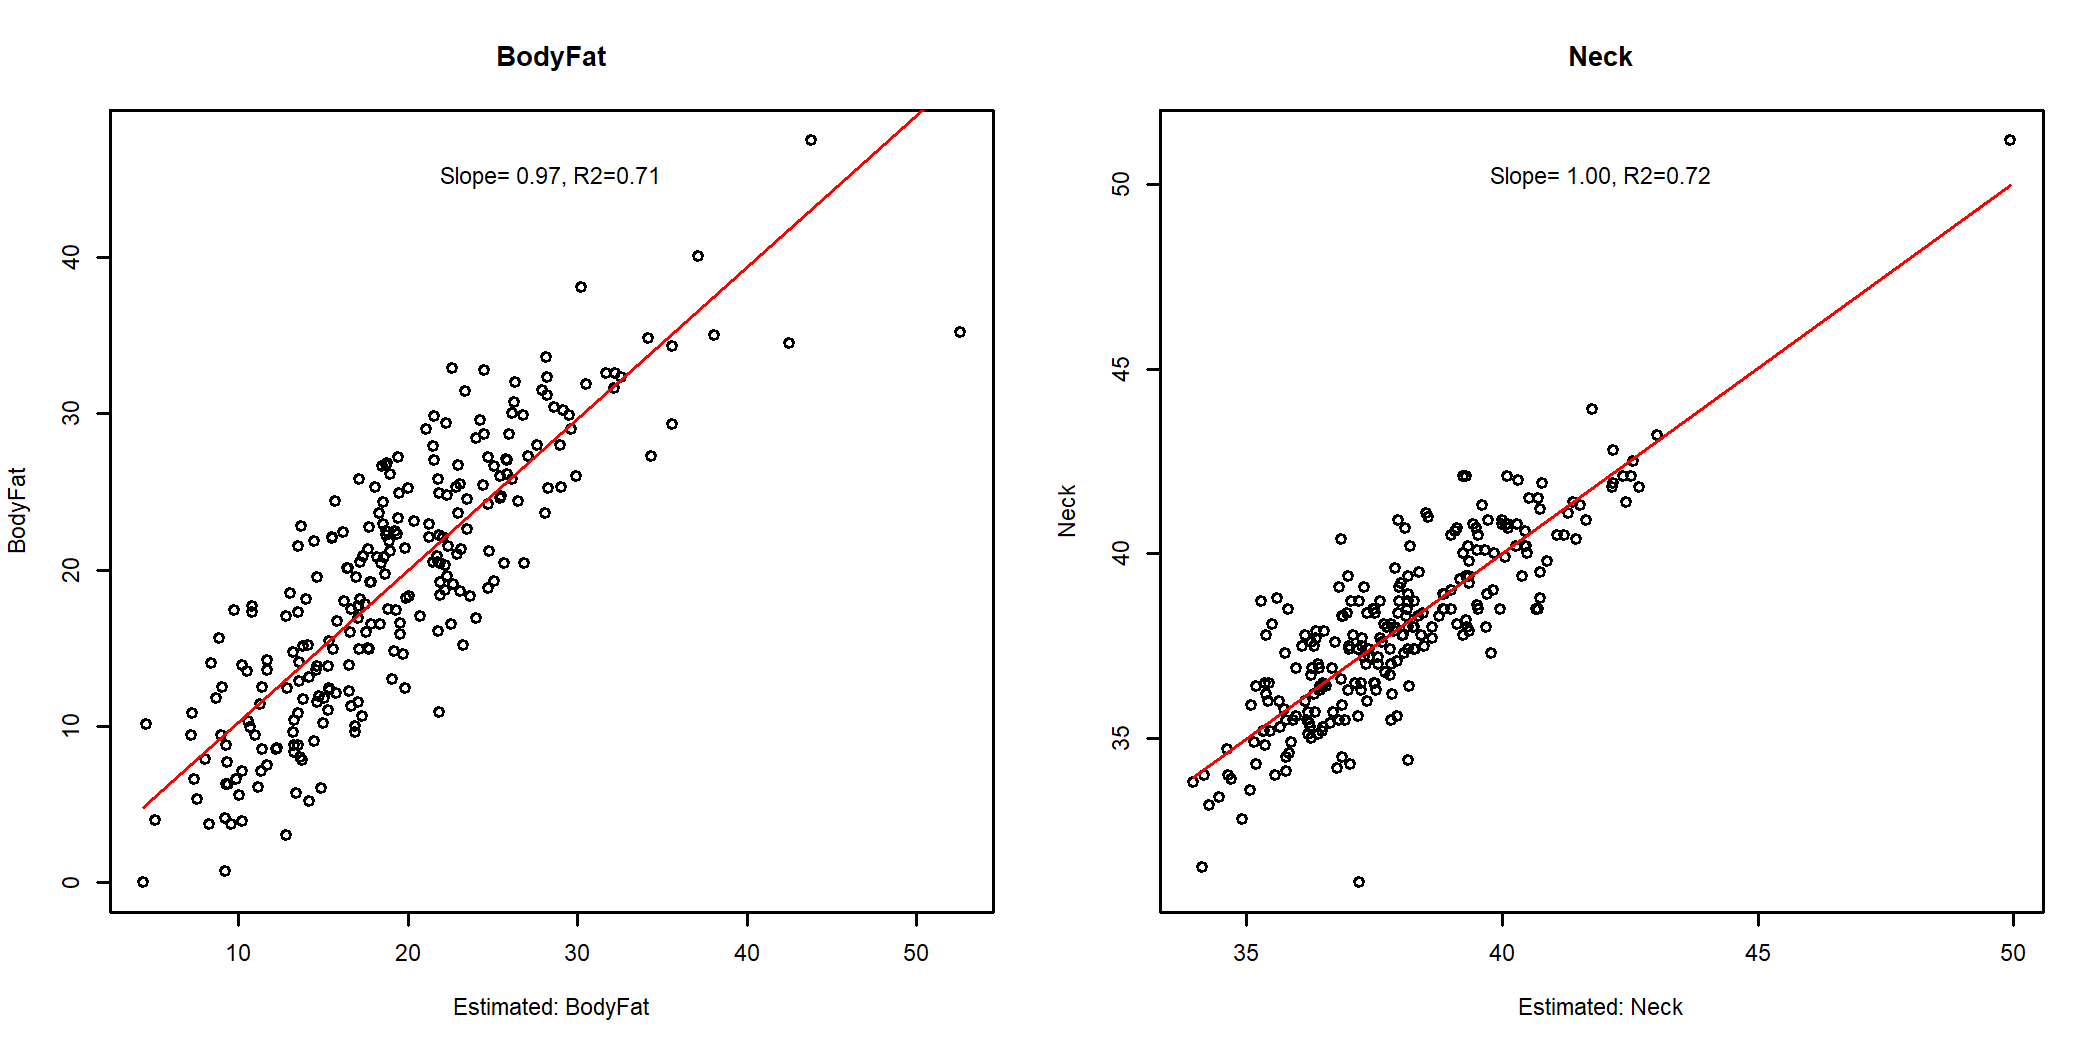 BodyFat
Slope= 0.97, R2=0.71
BodyFat
0
10
20
30
40
10
20
30
40
50
Estimated: BodyFat
Neck
Slope= 1.00, R2=0.72
Neck
35
40
45
50
35
40
45
50
Estimated: Neck